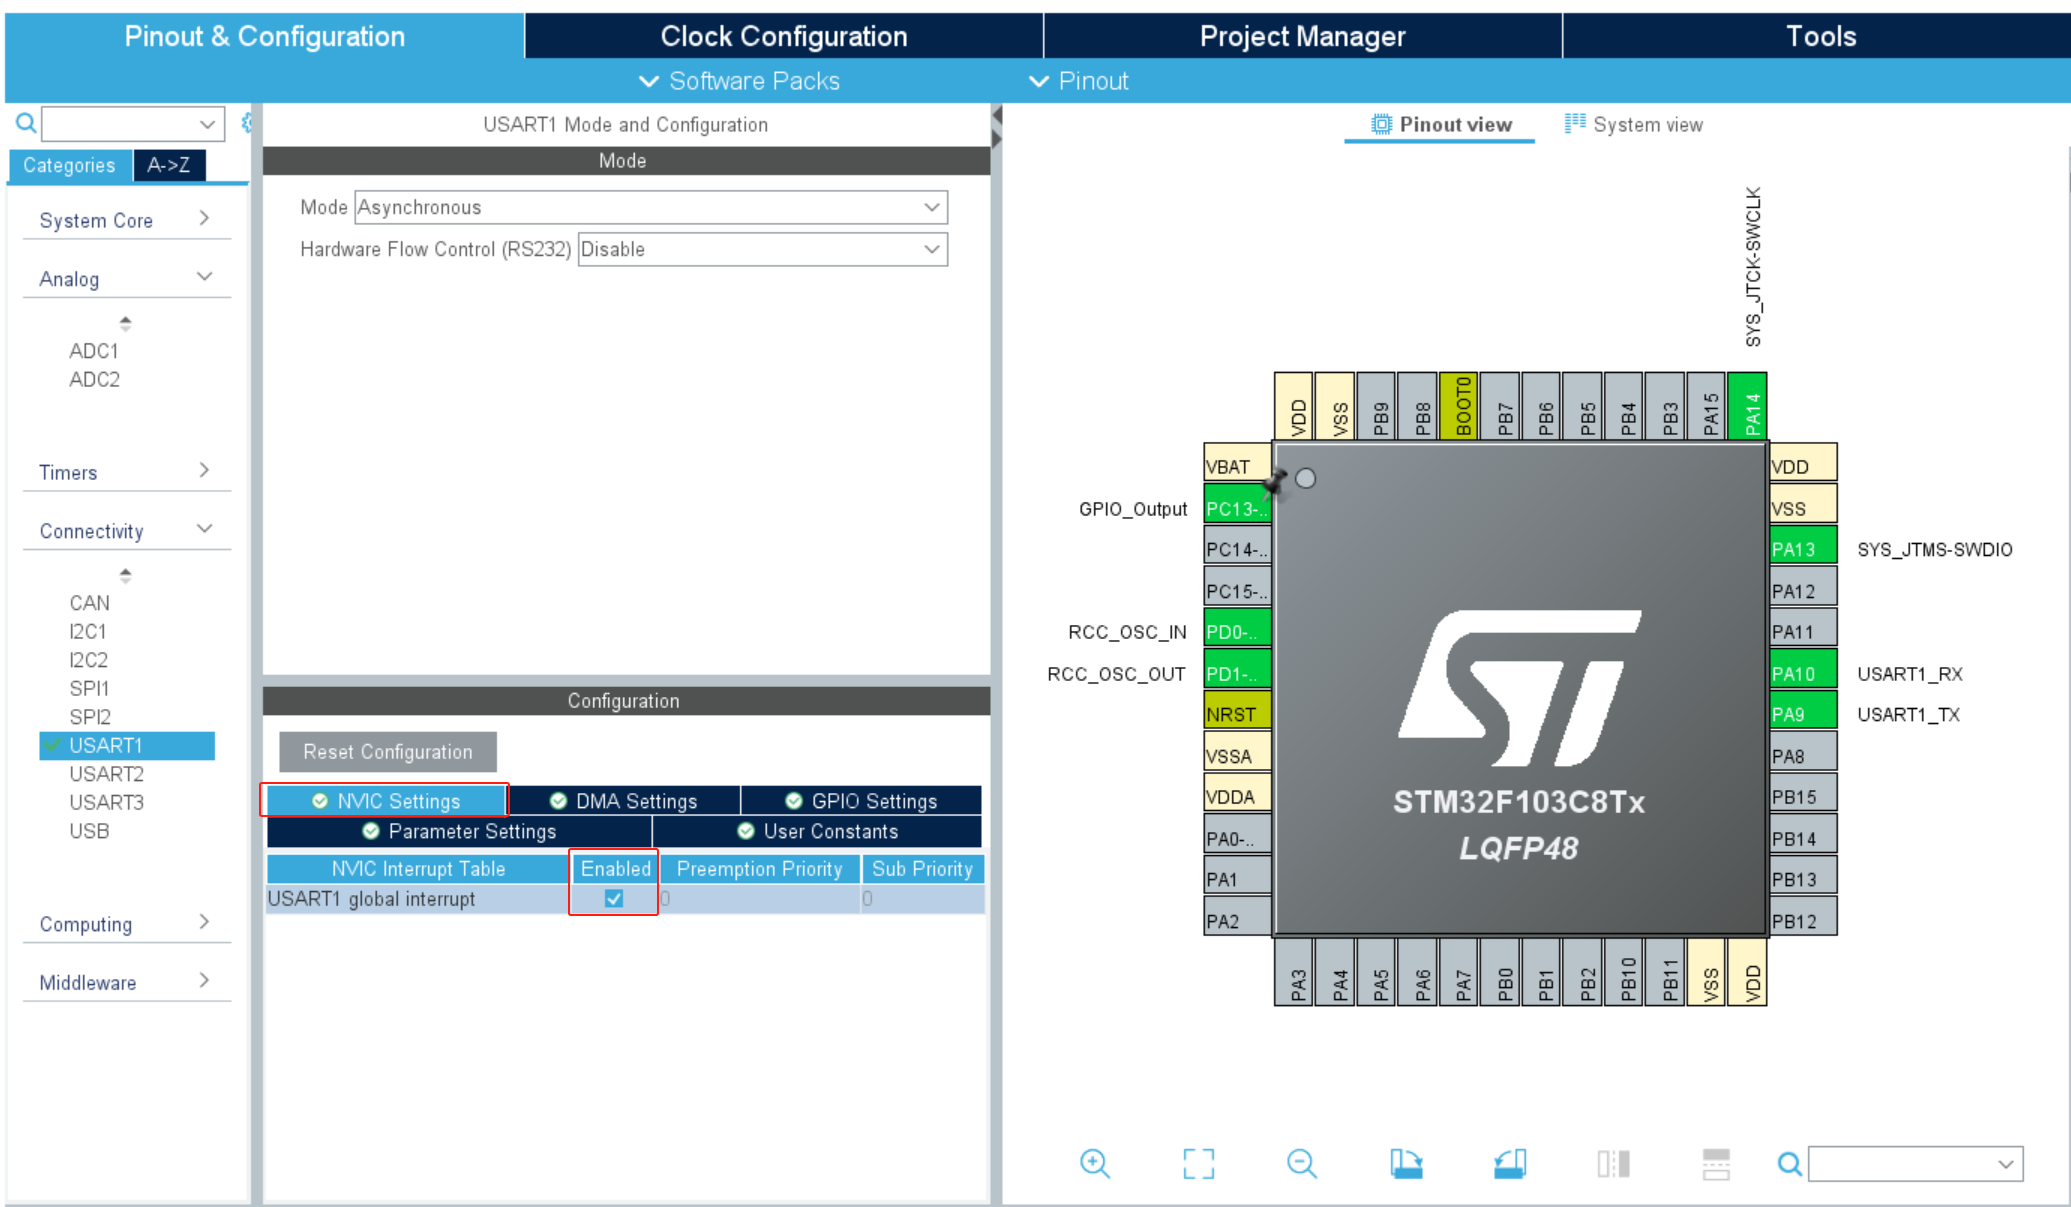 Pinout & Configuration
Clock Configuration
Project Manager
Tools
Software Packs
Pinout
Categories
A->Z
System Core
Analog
ADC1
ADC2
Timers
Connectivity
CAN
I2C1
I2C2
SPI1
SPI2
USART1
USART2
USART3
USB
Computing
Middleware
USART1 Mode and Configuration
Mode
Mode Asynchronous
Hardware Flow Control (RS232) Disable
Configuration
Reset Configuration
NVIC Settings
DMA Settings
GPIO Settings
Parameter Settings
User Constants
NVIC Interrupt Table Enabled Preemption Priority Sub Priority
USART1 global interrupt 0 0
Pinout view
System view
SYS_JTCK-SWCLK
VDD
VSS
PB9
PB8
BOOT0
PB7
PB6
PB5
PB4
PB3
PA15
PA14
VBAT
GPIO_Output PC13-..
PC14-..
PC15-..
RCC_OSC_IN PD0-..
RCC_OSC_OUT PD1-..
NRST
VSSA
VDDA
PA0-..
PA1
PA2
ST
STM32F103C8Tx
LQFP48
VDD
VSS
PA13 SYS_JTMS-SWDIO
PA12
PA11
PA10 USART1_RX
PA9 USART1_TX
PA8
PB15
PB14
PB13
PB12
PA3
PA4
PA5
PA6
PA7
PB0
PB1
PB2
PB10
PB11
VSS
VDD